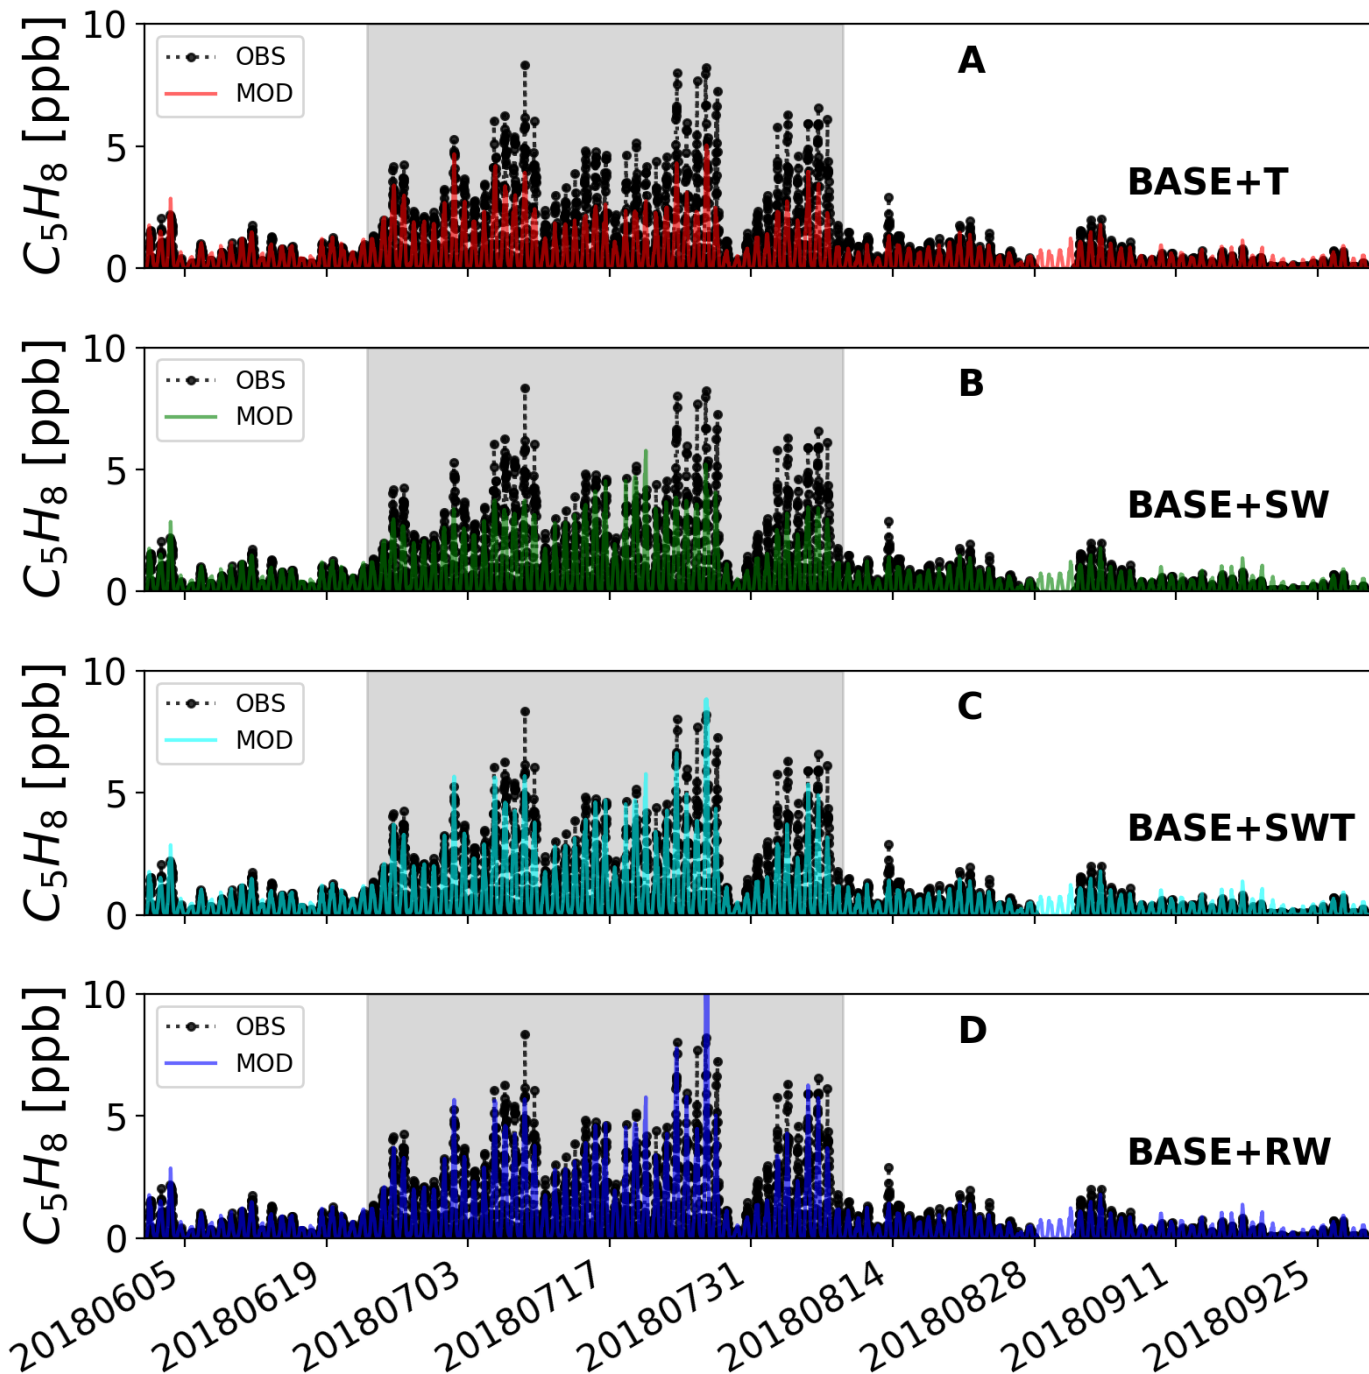 C5H8 [ppb]
10
5
0
OBS
MOD
A
BASE+T
C5H8 [ppb]
10
5
0
OBS
MOD
B
BASE+SW
C5H8 [ppb]
10
5
0
OBS
MOD
C
BASE+SWT
C5H8 [ppb]
10
5
0
OBS
MOD
D
BASE+RW
20180605
20180619
20180703
20180717
20180731
20180814
20180828
20180911
20180925